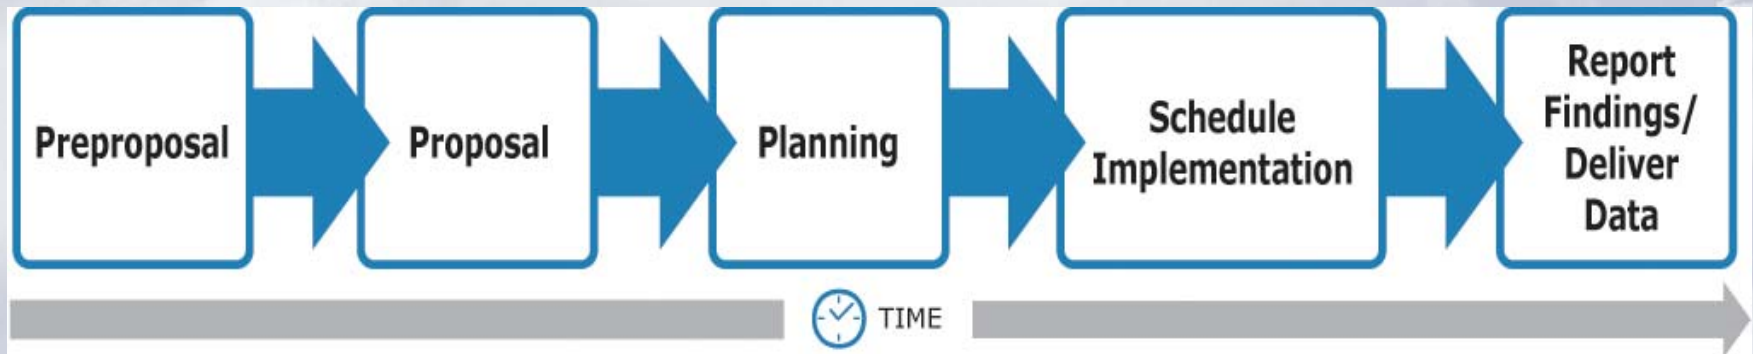 Preproposal
Proposal
Planning
Schedule
Implementation
Report
Findings/
Deliver
Data
TIME